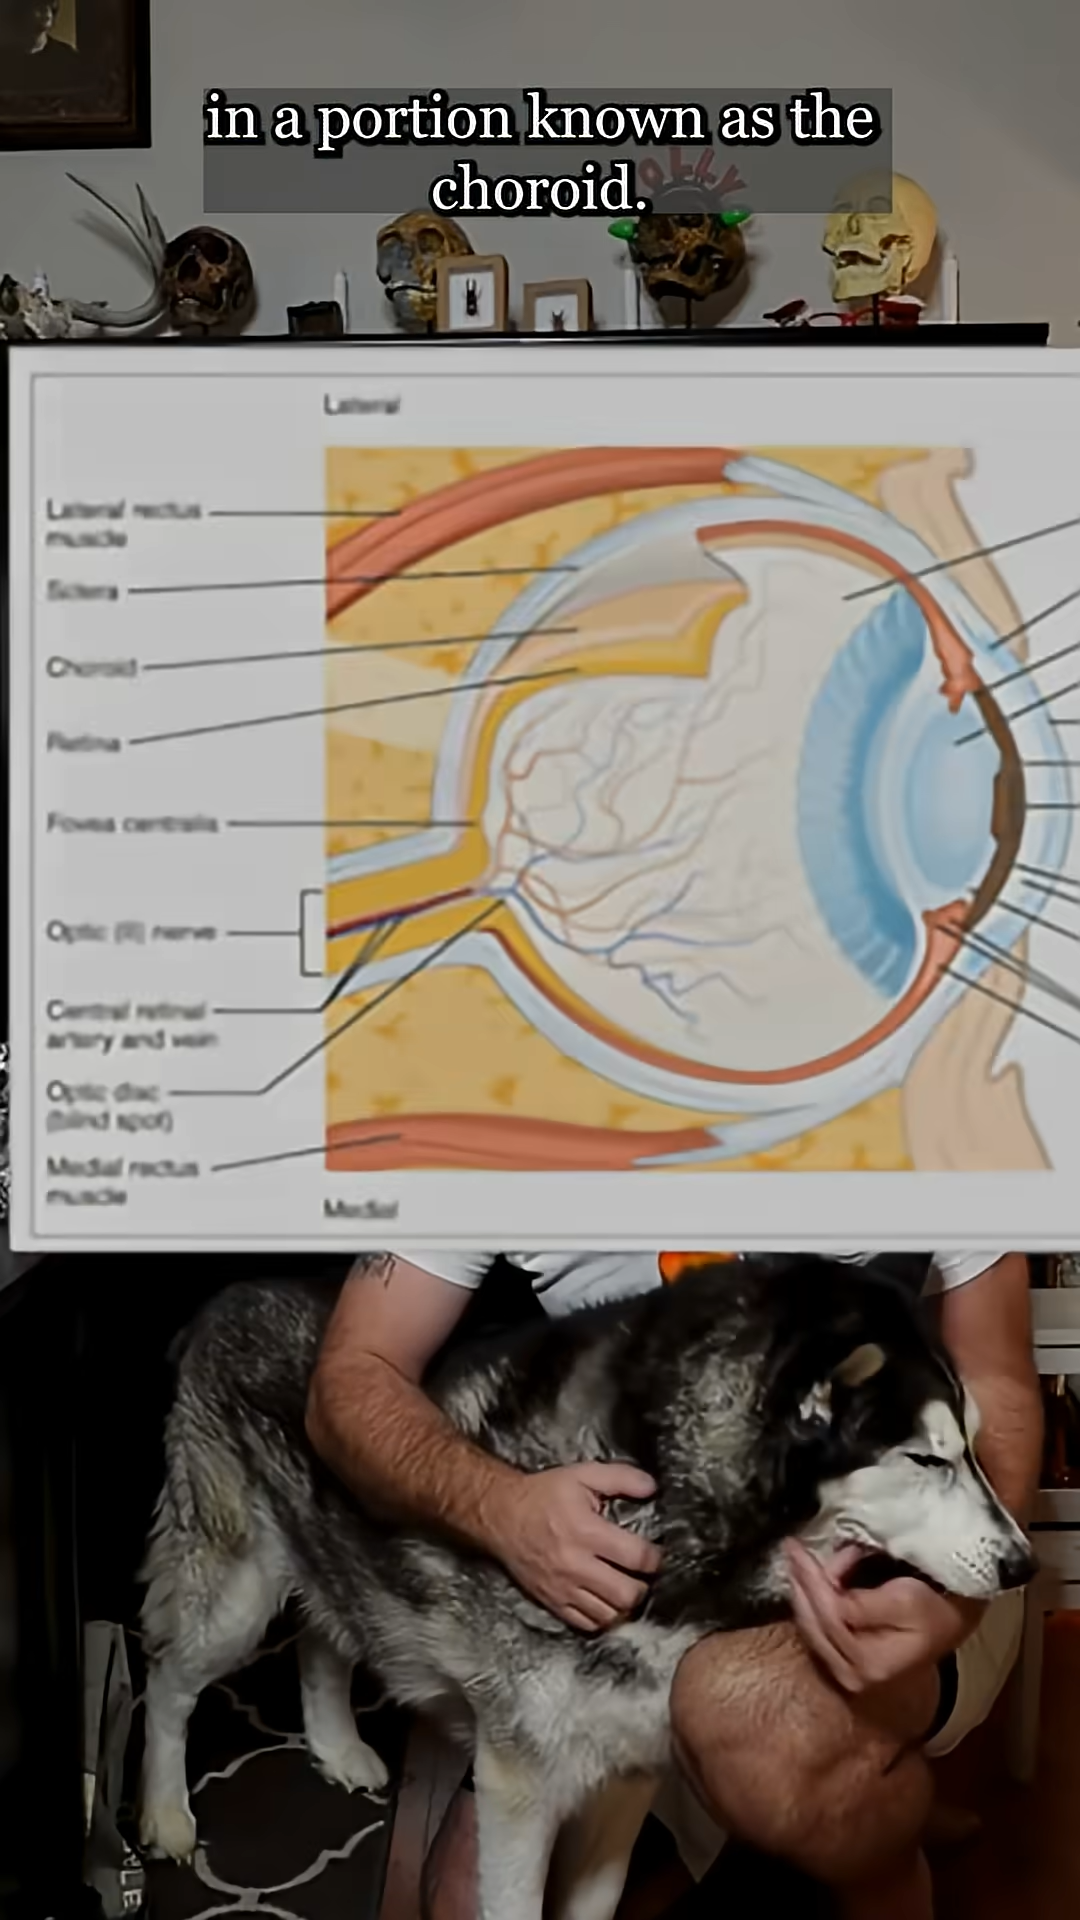 in a portion known as the
choroid.
OLLY
Lateral
Lateral rectus
muscle
Sclera
Choroid
Retina
Fovea centralis
Optic (II) nerve
Central retinal
artery and vein
Optic disc
(blind spot)
Medial rectus
muscle
Medial